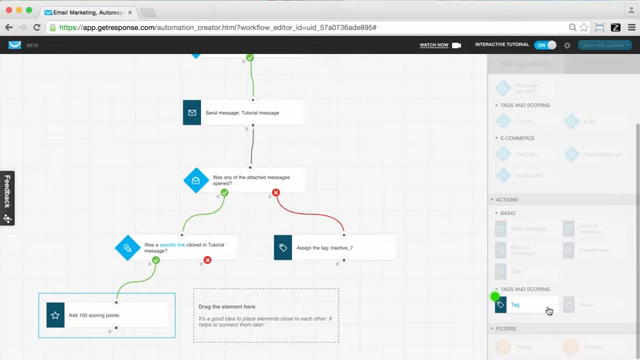 Email Marketing, Autoresp
https://app.getresponse.com/automation_creator.html?workflow_editor_id=uid_57a0736ade896#
BETA
WATCH NOW
INTERACTIVE TUTORIAL
ON
Send message: Tutorial message
Was any of the attached messages
opened?
Was a specific link clicked in Tutorial
message?
Assign the tag: inactive_7
Add 100 scoring points
Drag the element here
It's a good idea to place elements close to each other. It
helps to connect them later.
Feedback
TAGS AND SCORING
E-COMMERCE
ACTIONS
BASIC
TAGS AND SCORING
Tag
FILTERS